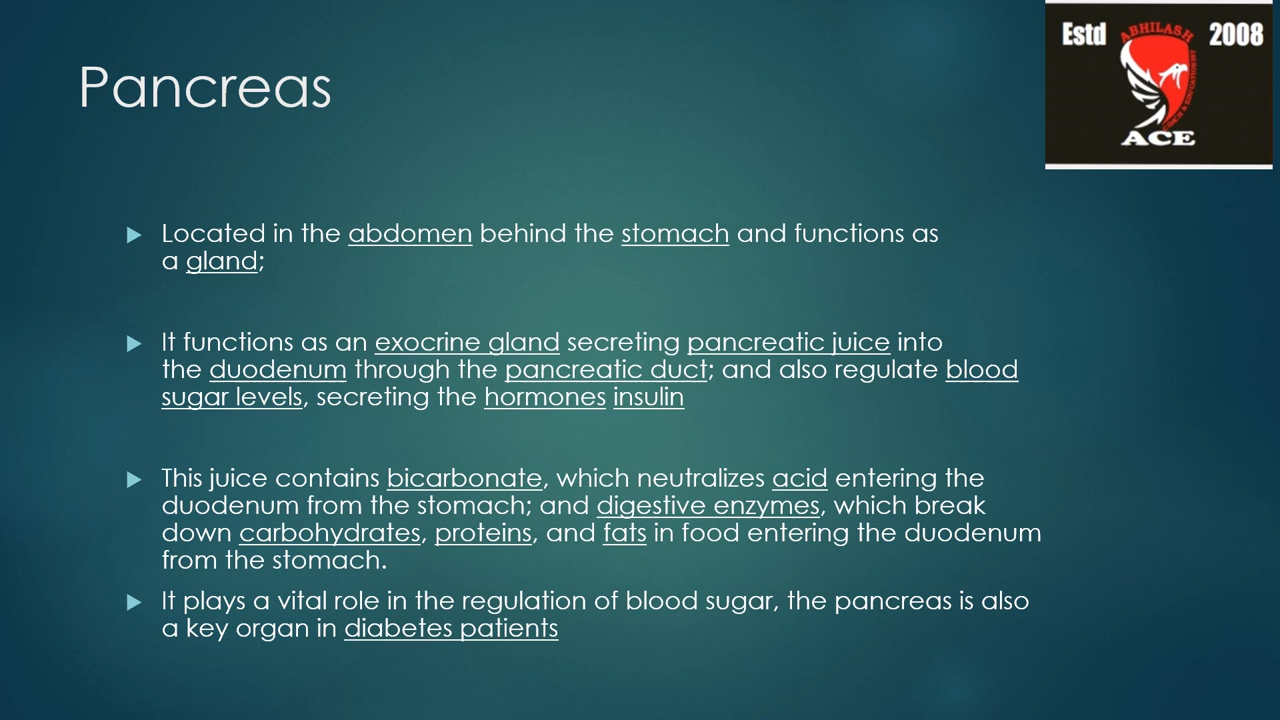 Estd 2008
ABHILASH
COACH & EDUCATIONIST
ACE
Pancreas
Located in the abdomen behind the stomach and functions as
a gland;
It functions as an exocrine gland secreting pancreatic juice into
the duodenum through the pancreatic duct; and also regulate blood
sugar levels, secreting the hormones insulin
This juice contains bicarbonate, which neutralizes acid entering the
duodenum from the stomach; and digestive enzymes, which break
down carbohydrates, proteins, and fats in food entering the duodenum
from the stomach.
It plays a vital role in the regulation of blood sugar, the pancreas is also
a key organ in diabetes patients